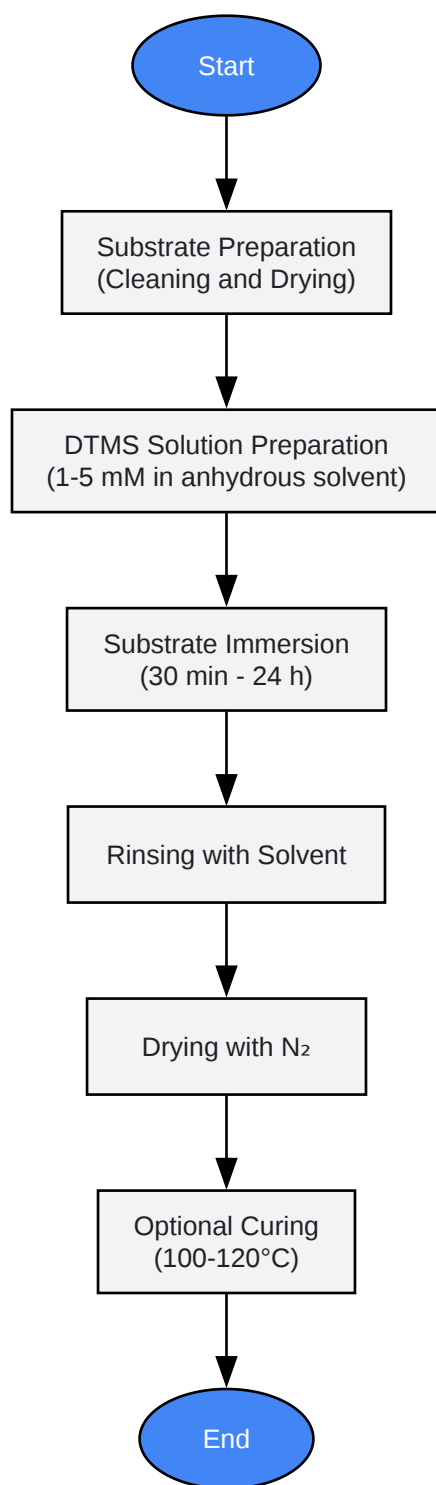 Start
Substrate Preparation
(Cleaning and Drying)
DTMS Solution Preparation
(1-5 mM in anhydrous solvent)
Substrate Immersion
(30 min - 24 h)
Rinsing with Solvent
Drying with N₂
Optional Curing
(100-120°C)
End